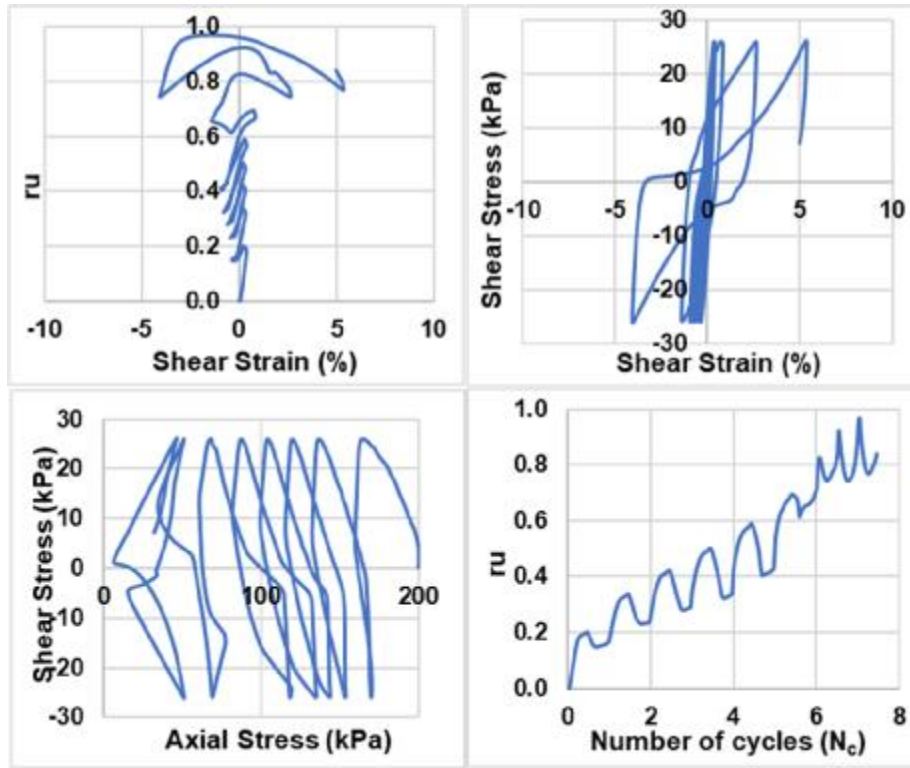 1.0
0.8
0.6
0.4
0.2
0.0
ru
-10 -5 0 5 10
Shear Strain (%)
30
20
10
0
-10
-20
-30
Shear Stress (kPa)
-10 -5 0 5 10
Shear Strain (%)
30
20
10
0
-10
-20
-30
Shear Stress (kPa)
0 100 200
Axial Stress (kPa)
1.0
0.8
0.6
0.4
0.2
0.0
ru
0 2 4 6 8
Number of cycles (Nc)